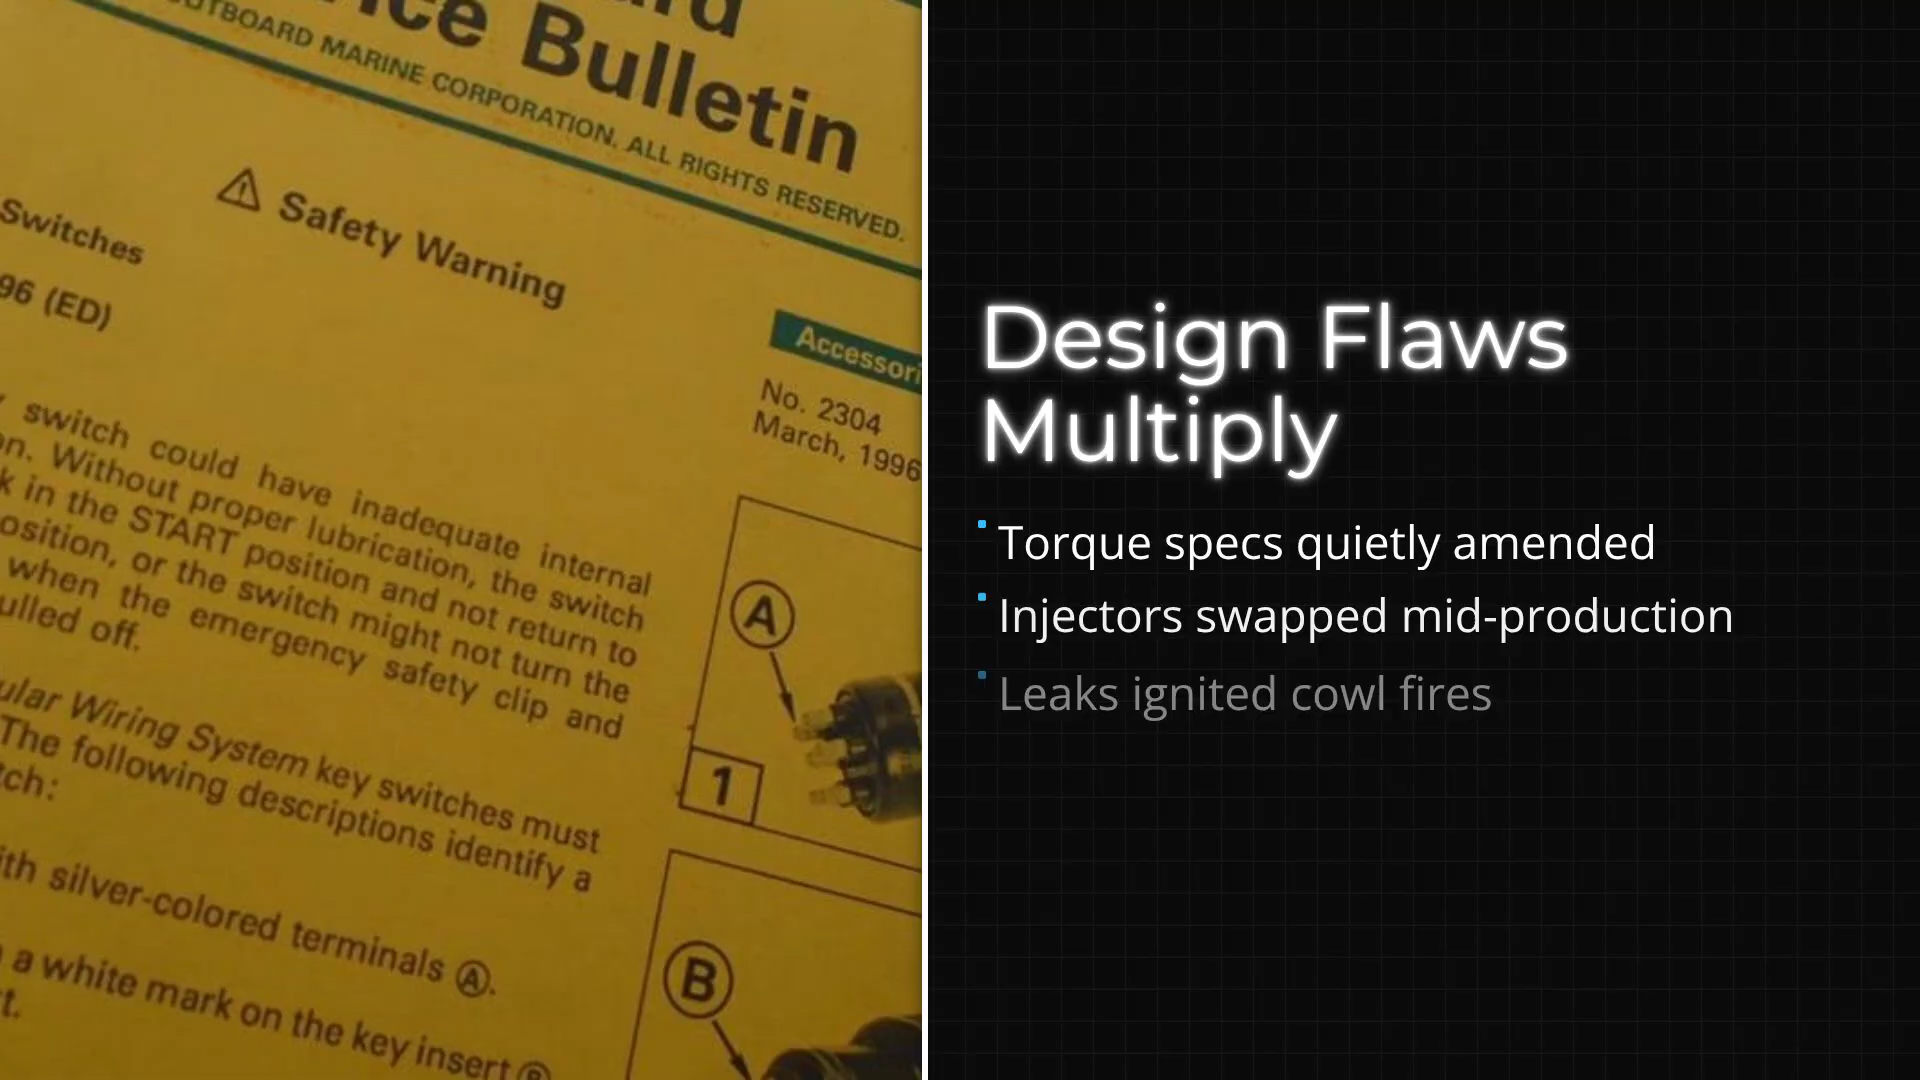 Bulletin
OUTBOARD MARINE CORPORATION. ALL RIGHTS RESERVED.
Safety Warning
Switches
96 (ED)
Accessori
No. 2304
March, 1996
switch could have inadequate internal
on. Without proper lubrication, the switch
k in the START position and not return to
osition, or the switch might not turn the
when the emergency safety clip and
ulled off.
ular Wiring System key switches must
The following descriptions identify a
tch:
ith silver-colored terminals Ⓐ.
a white mark on the key insert Ⓑ
t.
A
1
B
Design Flaws
Multiply
Torque specs quietly amended
Injectors swapped mid-production
Leaks ignited cowl fires